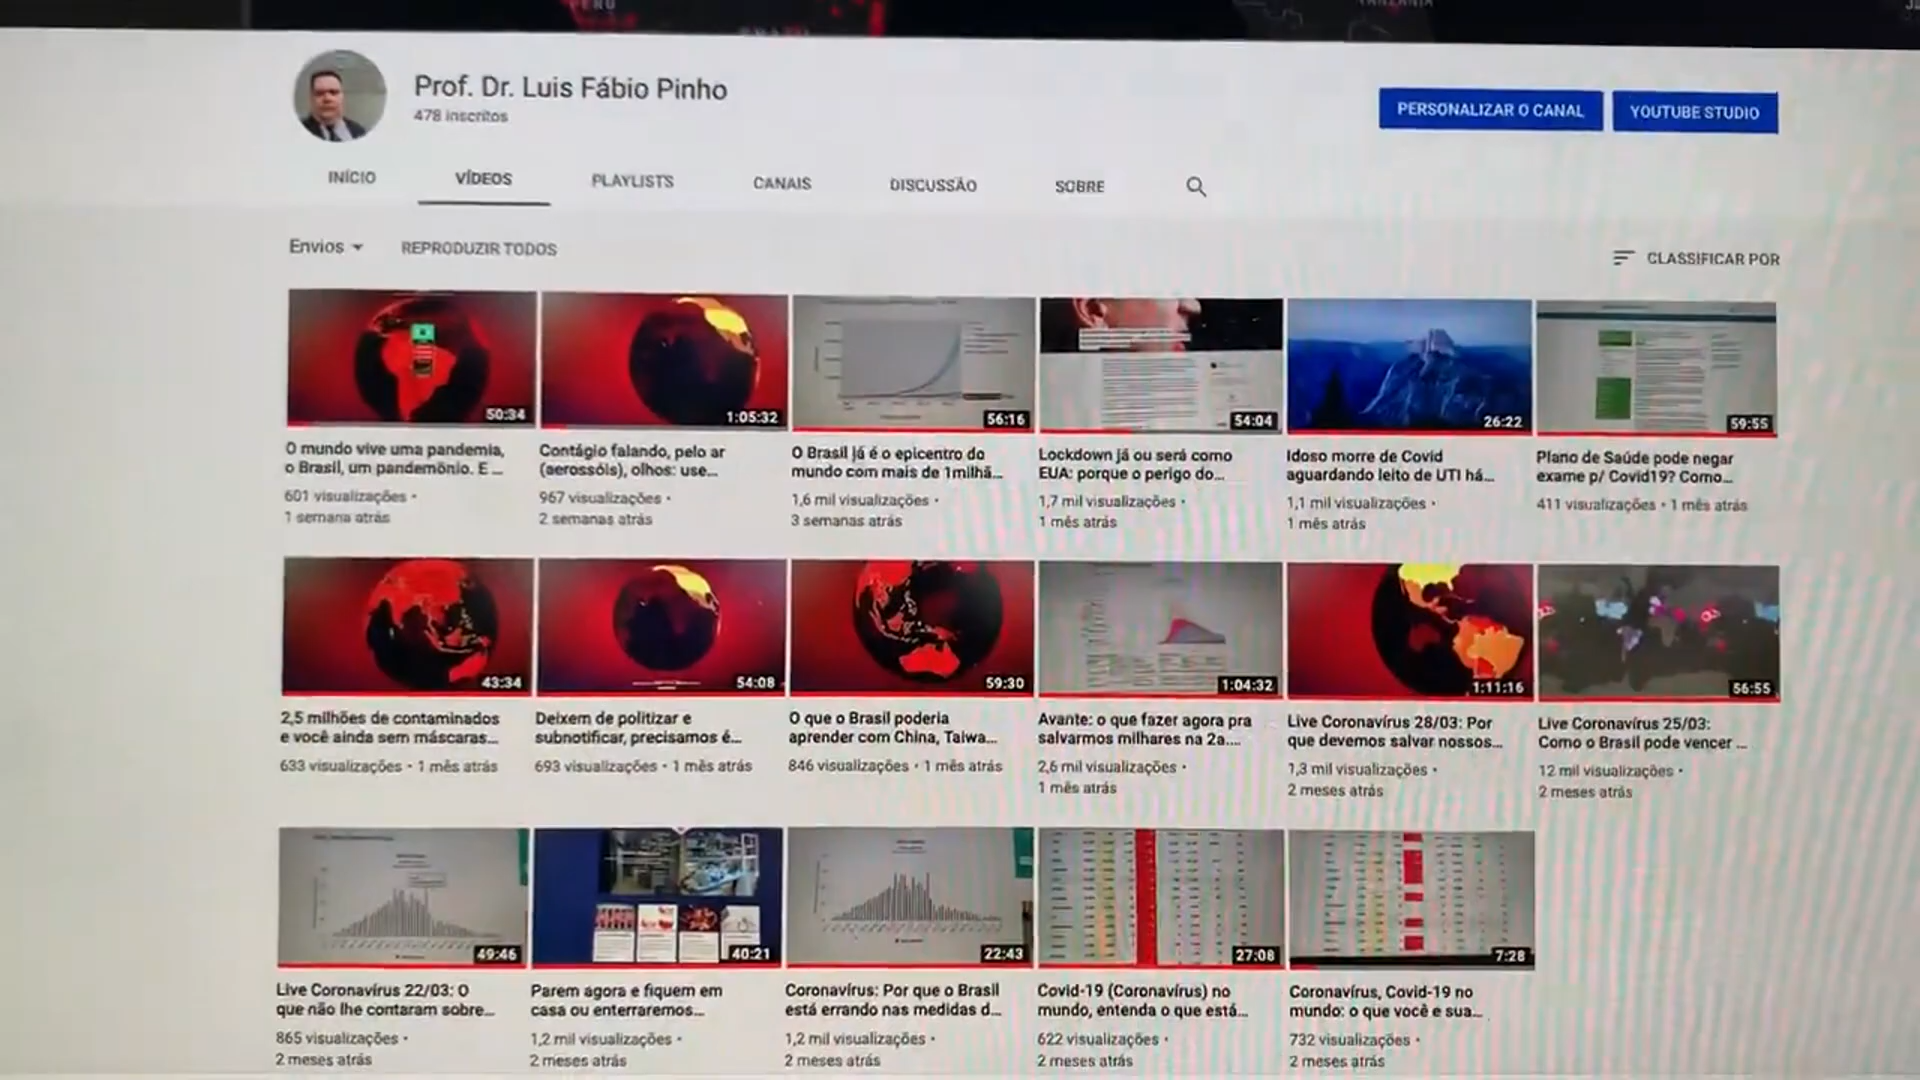 PERU
TANZANIA
Prof. Dr. Luis Fábio Pinho
478 inscritos
PERSONALIZAR O CANAL
YOUTUBE STUDIO
INÍCIO
VÍDEOS
PLAYLISTS
CANAIS
DISCUSSÃO
SOBRE
Envios
REPRODUZIR TODOS
CLASSIFICAR POR
50:34
1:05:32
56:16
54:04
26:22
59:55
O mundo vive uma pandemia,
o Brasil, um pandemônio. E ...
601 visualizações •
1 semana atrás
Contágio falando, pelo ar
(aerossóis), olhos: use...
967 visualizações •
2 semanas atrás
O Brasil já é o epicentro do
mundo com mais de 1milhã...
1,6 mil visualizações •
3 semanas atrás
Lockdown já ou será como
EUA: porque o perigo do...
1,7 mil visualizações •
1 mês atrás
Idoso morre de Covid
aguardando leito de UTI há...
1,1 mil visualizações •
1 mês atrás
Plano de Saúde pode negar
exame p/ Covid19? Como...
411 visualizações • 1 mês atrás
43:34
54:08
59:30
1:04:32
1:11:16
56:55
2,5 milhões de contaminados
e você ainda sem máscaras...
633 visualizações • 1 mês atrás
Deixem de politizar e
subnotificar, precisamos é...
693 visualizações • 1 mês atrás
O que o Brasil poderia
aprender com China, Taiwa...
846 visualizações • 1 mês atrás
Avante: o que fazer agora pra
salvarmos milhares na 2a....
2,6 mil visualizações •
1 mês atrás
Live Coronavírus 28/03: Por
que devemos salvar nossos...
1,3 mil visualizações •
2 meses atrás
Live Coronavírus 25/03:
Como o Brasil pode vencer ...
12 mil visualizações •
2 meses atrás
49:46
40:21
22:43
27:08
7:28
Live Coronavírus 22/03: O
que não lhe contaram sobre...
865 visualizações •
2 meses atrás
Parem agora e fiquem em
casa ou enterraremos...
1,2 mil visualizações •
2 meses atrás
Coronavírus: Por que o Brasil
está errando nas medidas d...
1,2 mil visualizações •
2 meses atrás
Covid-19 (Coronavírus) no
mundo, entenda o que está...
622 visualizações •
2 meses atrás
Coronavírus, Covid-19 no
mundo: o que você e sua...
732 visualizações •
2 meses atrás